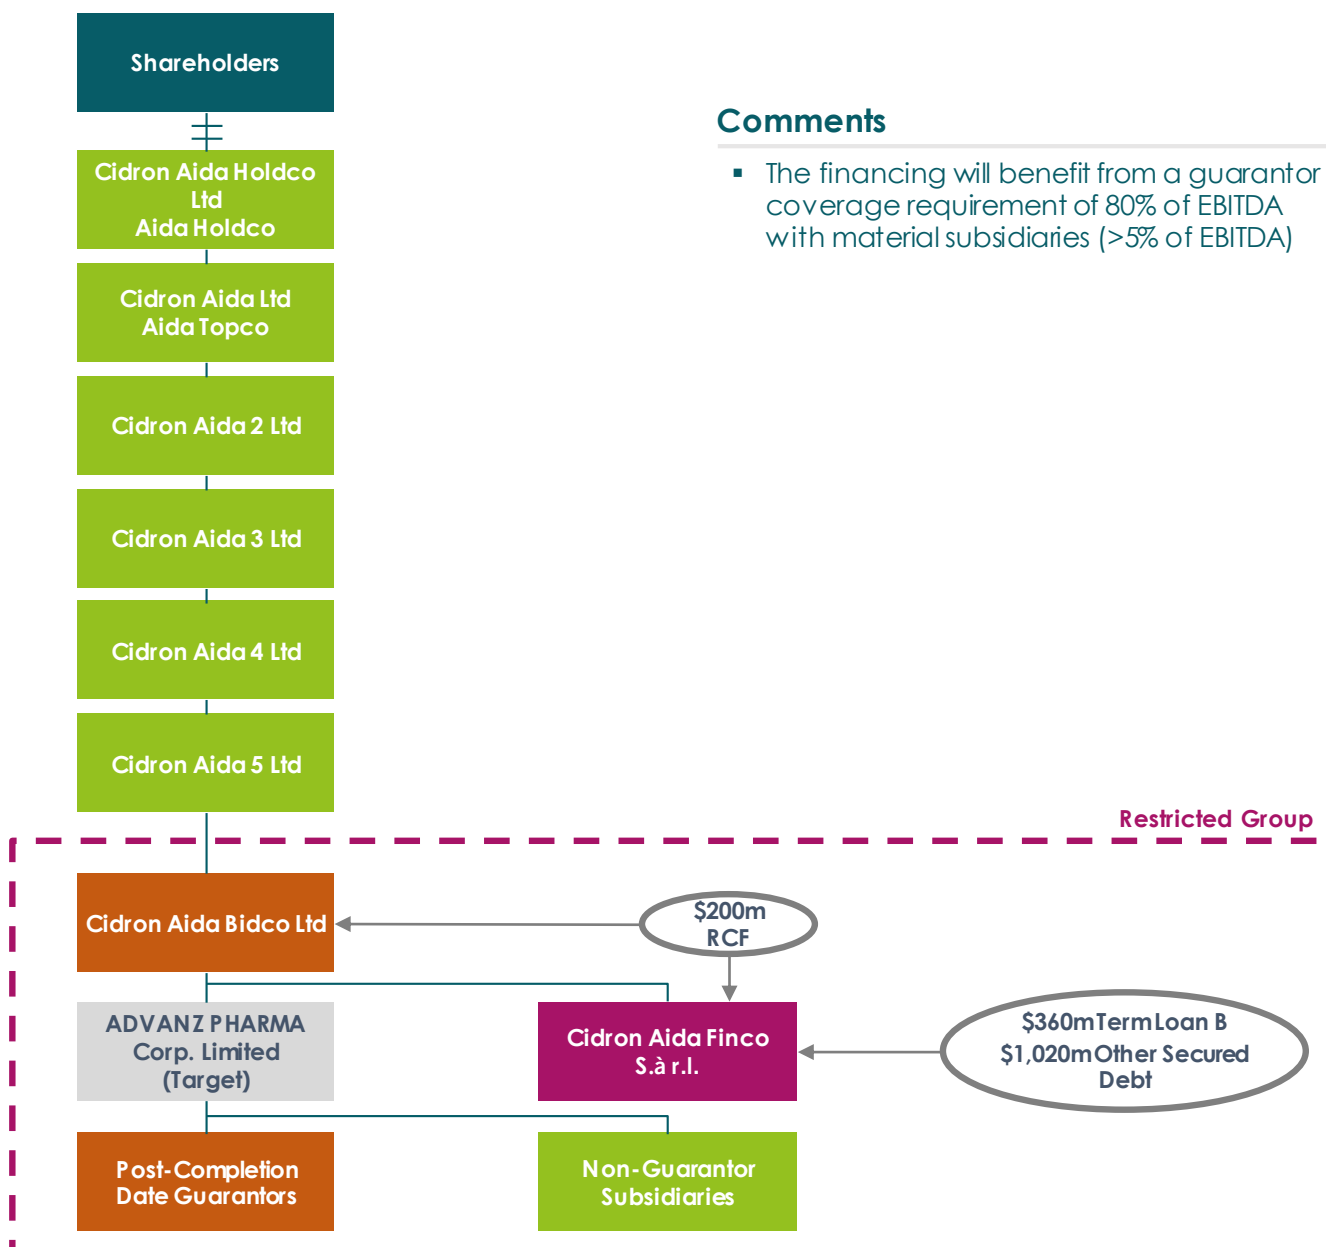 Shareholders
Comments
Cidron Aida Holdco
Ltd
Aida Holdco
▪ The financing will benefit from a guarantor
coverage requirement of 80% of EBITDA
with material subsidiaries (>5% of EBITDA)
Cidron Aida Ltd
Aida Topco
Cidron Aida 2 Ltd
Cidron Aida 3 Ltd
Cidron Aida 4 Ltd
Cidron Aida 5 Ltd
Restricted Group
Cidron Aida Bidco Ltd
$200m
RCF
ADVANZ PHARMA
Corp. Limited
(Target)
Cidron Aida Finco
S.à r.l.
$360m Term Loan B
$1,020m Other Secured
Debt
Post-Completion
Date Guarantors
Non-Guarantor
Subsidiaries